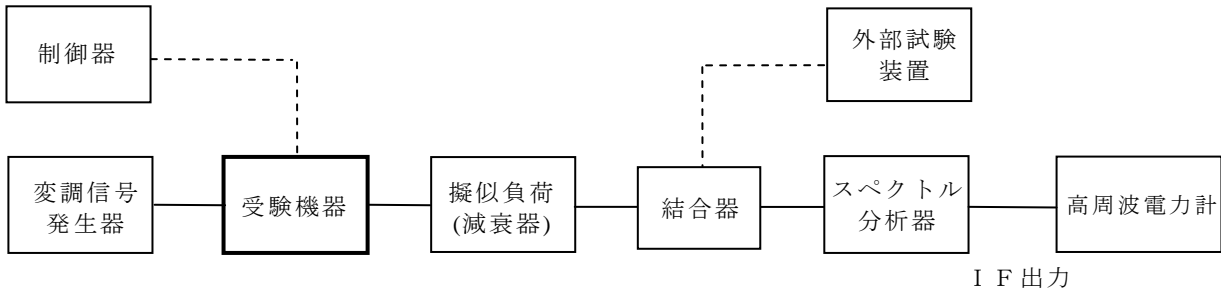 制御器
外部試験
装置
変調信号
発生器
受験機器
擬似負荷
(減衰器)
結合器
スペクトル
分析器
高周波電力計
ＩＦ出力